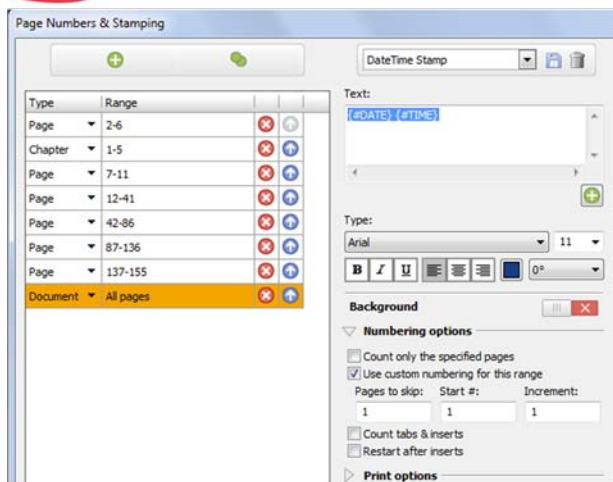 Page Numbers & Stamping
DateTime Stamp
Type Range
Page 2-6
Chapter 1-5
Page 7-11
Page 12-41
Page 42-86
Page 87-136
Page 137-155
Document All pages
Text:
{#DATE} {#TIME}
Type:
Arial 11
B I U 0°
Background
Numbering options
Count only the specified pages
Use custom numbering for this range
Pages to skip: Start #: Increment:
1 1 1
Count tabs & inserts
Restart after inserts
Print options